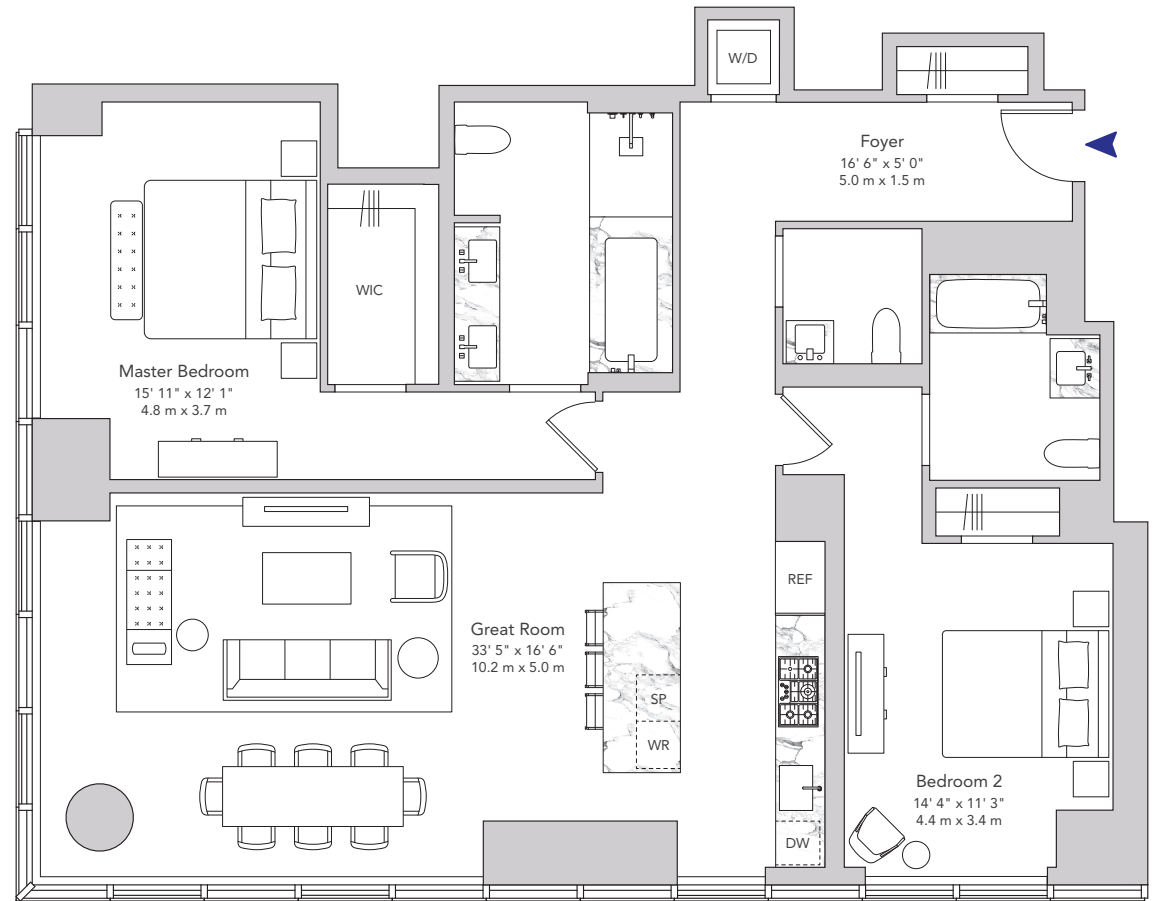 W/D
Foyer
16' 6" x 5' 0"
5.0 m x 1.5 m
WIC
Master Bedroom
15' 11" x 12' 1"
4.8 m x 3.7 m
REF
Great Room
33' 5" x 16' 6"
10.2 m x 5.0 m
SP
WR
Bedroom 2
14' 4" x 11' 3"
4.4 m x 3.4 m
DW